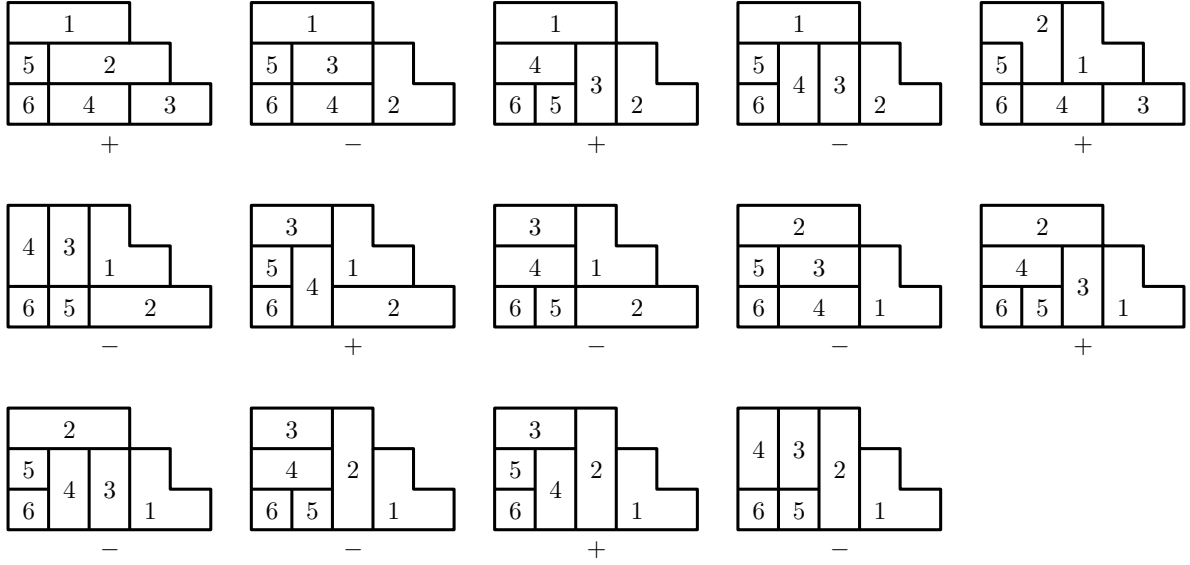 1 1 1 1 2
5 2 5 3 4 3 5 4 3 5 1
6 4 3 6 4 2 6 5 2 6 2 6 4 3
+ − + − +
4 3 1 3 1 3 1 2 2
5 4 4 5 3 4 3
6 5 2 6 2 6 5 2 6 4 1 6 5 1
− + − − +
2 3 2 3 2 4 3 2
5 4 3 4 5 4
6 1 6 5 1 6 1 6 5 1
− − + −